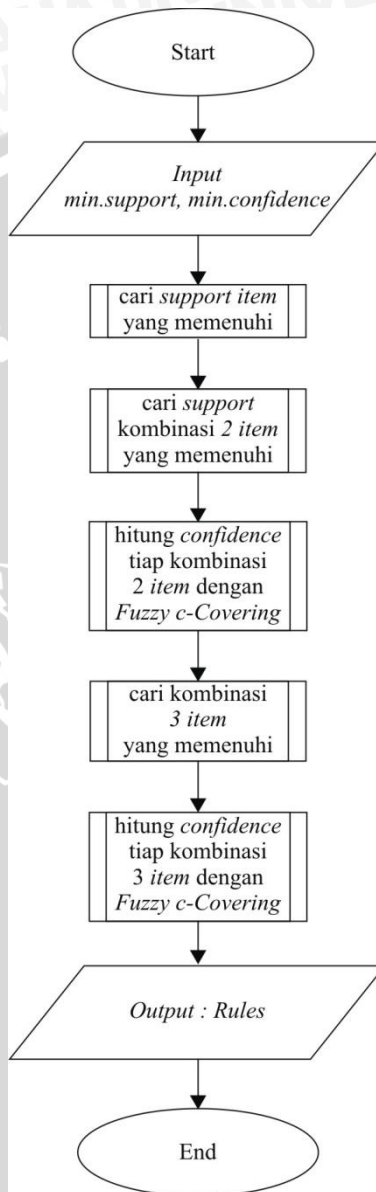 Start
Input
min.support, min.confidence
cari support item
yang memenuhi
cari support
kombinasi 2 item
yang memenuhi
hitung confidence
tiap kombinasi
2 item dengan
Fuzzy c-Covering
cari kombinasi
3 item
yang memenuhi
hitung confidence
tiap kombinasi
3 item dengan
Fuzzy c-Covering
Output : Rules
End